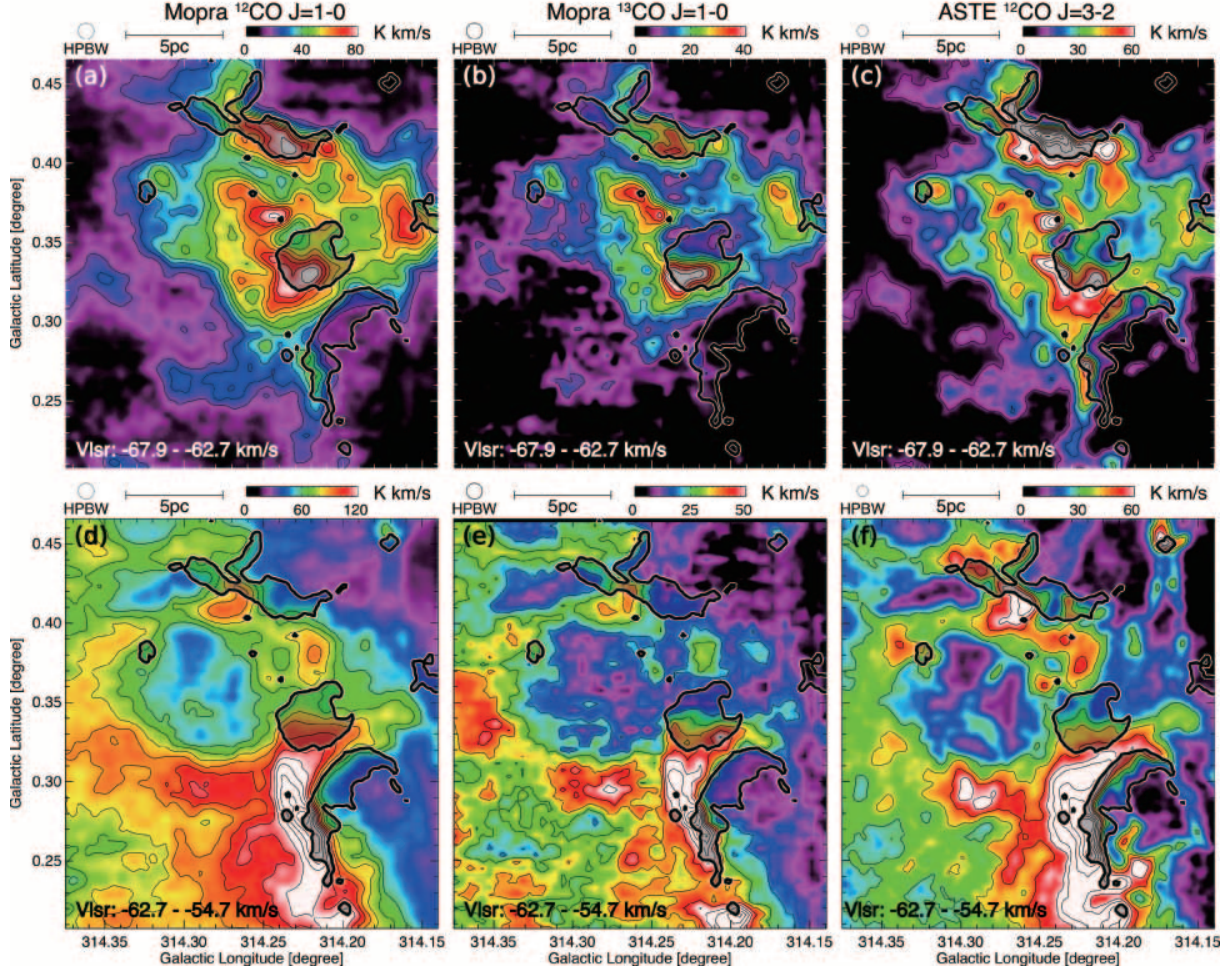 Mopra ¹²CO J=1-0 Mopra ¹³CO J=1-0 ASTE ¹²CO J=3-2
HPBW 5pc 0 40 80 K km/s HPBW 5pc 0 20 40 K km/s HPBW 5pc 0 30 60 K km/s
(a) (b) (c)
0.45
0.40
0.35
0.30
0.25
Galactic Latitude [degree]
Vlsr: -67.9 - -62.7 km/s Vlsr: -67.9 - -62.7 km/s Vlsr: -67.9 - -62.7 km/s
HPBW 5pc 0 60 120 K km/s HPBW 5pc 0 25 50 K km/s HPBW 5pc 0 30 60 K km/s
(d) (e) (f)
0.45
0.40
0.35
0.30
0.25
Galactic Latitude [degree]
Vlsr: -62.7 - -54.7 km/s Vlsr: -62.7 - -54.7 km/s Vlsr: -62.7 - -54.7 km/s
314.35 314.30 314.25 314.20 314.15 314.35 314.30 314.25 314.20 314.15 314.35 314.30 314.25 314.20 314.15
Galactic Longitude [degree] Galactic Longitude [degree] Galactic Longitude [degree]